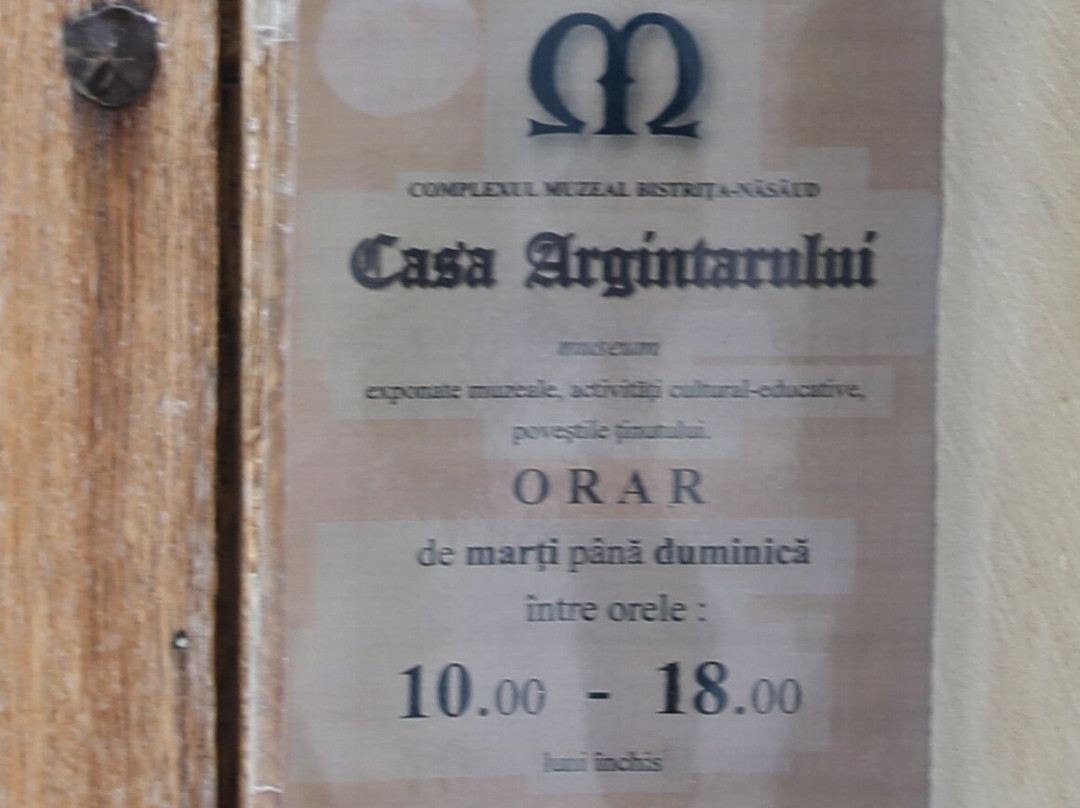 M
COMPLEXUL MUZEAL BISTRIȚA-NĂSĂUD
Casa Argintarului
museum
exponate muzeale, activități cultural-educative,
poveștile ținutului.
ORAR
de marți până duminică
între orele :
10.00 - 18.00
luni închis